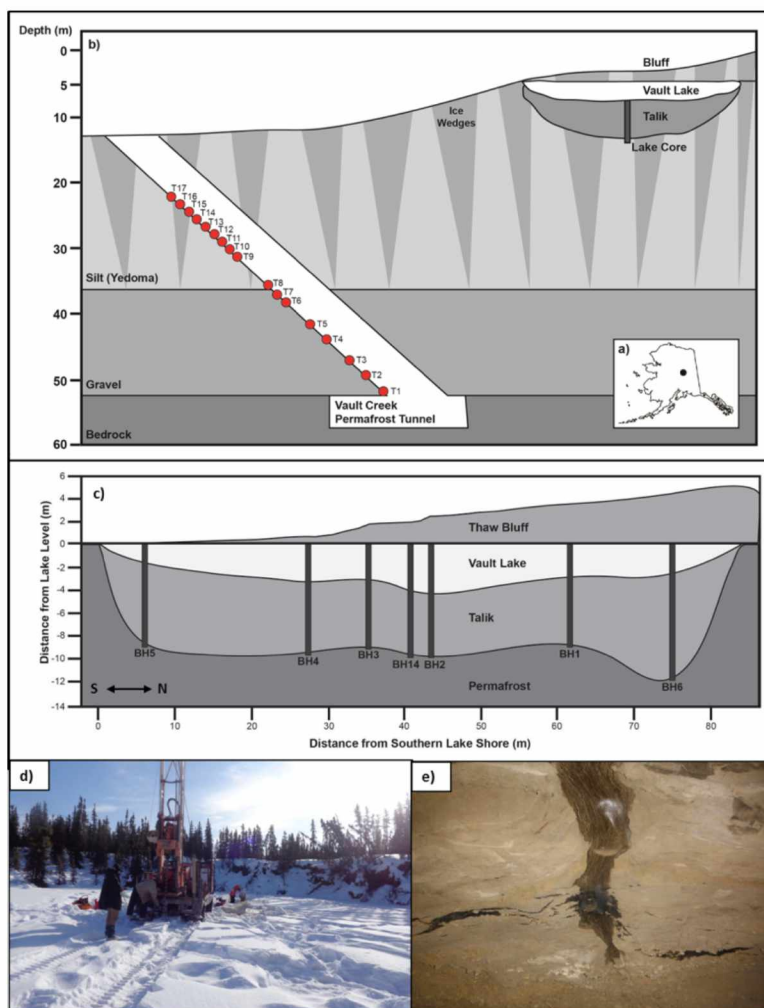 Depth (m)
b)
0
5
10
20
30
40
50
60
Bluff
Vault Lake
Ice
Wedges
Talik
Lake Core
T17
T16
T15
T14
T13
T12
T11
T10
T9
T8
T7
T6
T5
T4
T3
T2
T1
Silt (Yedoma)
Gravel
Bedrock
Vault Creek
Permafrost Tunnel
a)
c)
Distance from Lake Level (m)
6
4
2
0
-2
-4
-6
-8
-10
-12
-14
Thaw Bluff
Vault Lake
Talik
BH5
BH4
BH3
BH14
BH2
BH1
BH6
Permafrost
S
N
0
10
20
30
40
50
60
70
80
Distance from Southern Lake Shore (m)
d)
e)